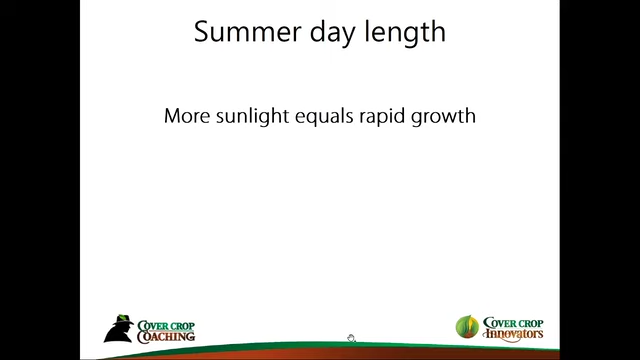 Summer day length
More sunlight equals rapid growth
COVER CROP
COACHING
COVER CROP
Innovators